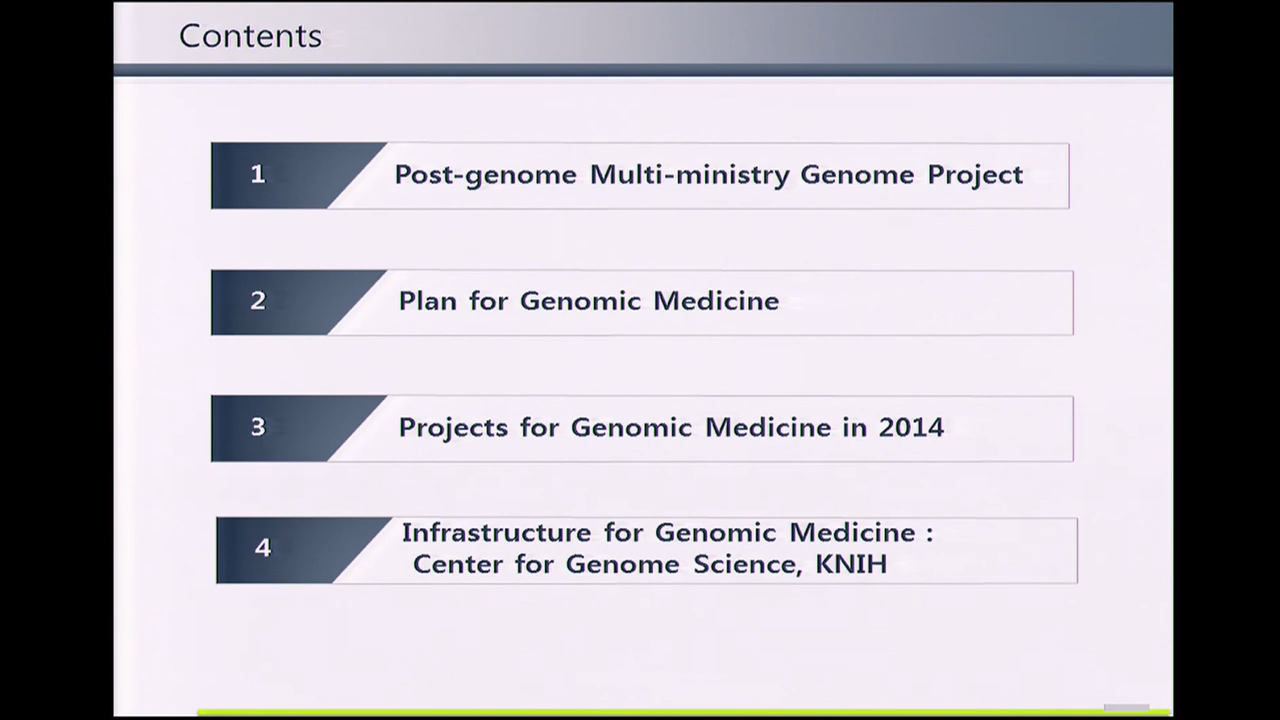 Contents
1
Post-genome Multi-ministry Genome Project
2
Plan for Genomic Medicine
3
Projects for Genomic Medicine in 2014
4
Infrastructure for Genomic Medicine :
Center for Genome Science, KNIH